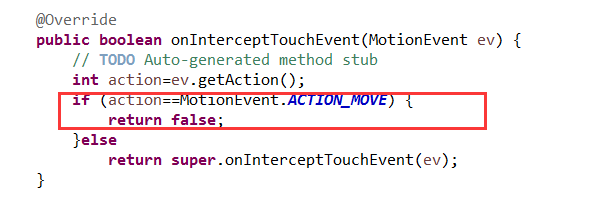 @Override
public boolean onInterceptTouchEvent(MotionEvent ev) {
    // TODO Auto-generated method stub
    int action=ev.getAction();
    if (action==MotionEvent.ACTION_MOVE) {
        return false;
    }else
        return super.onInterceptTouchEvent(ev);
}